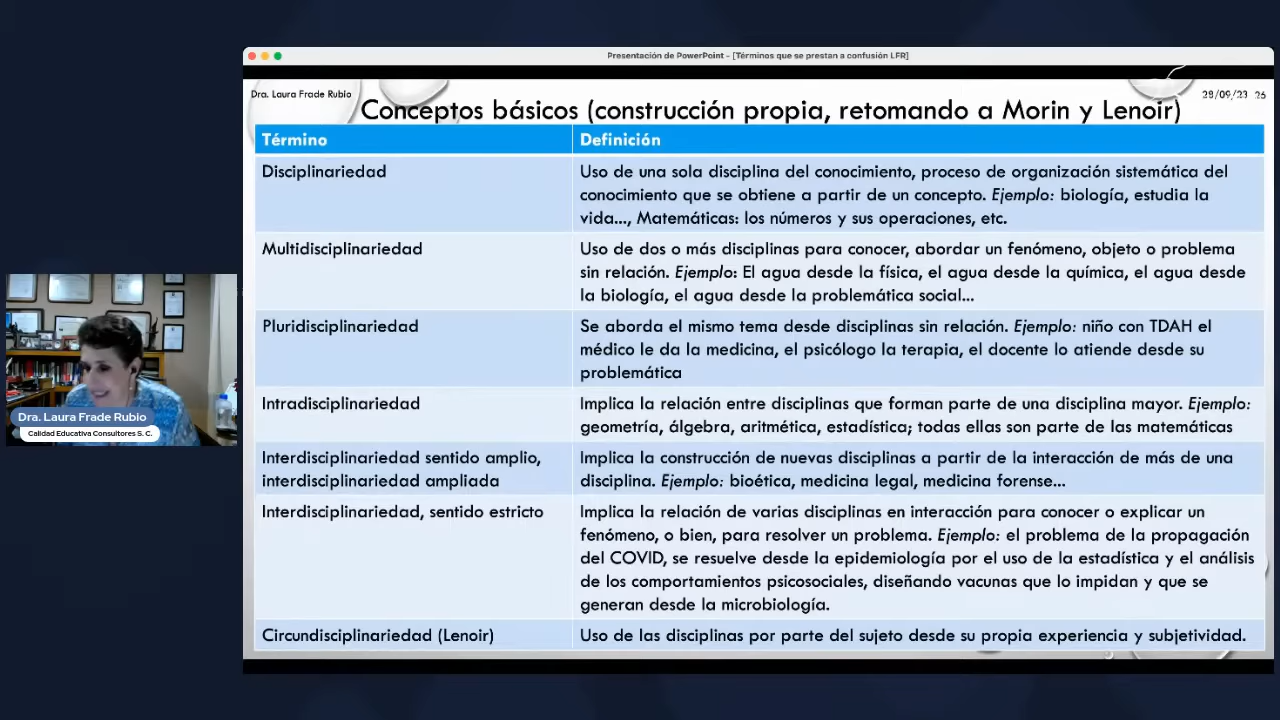 Presentación de PowerPoint - [Términos que se prestan a confusión LFR]
Dra. Laura Frade Rubio
28/09/23 26
Conceptos básicos (construcción propia, retomando a Morin y Lenoir)
Término
Definición
Disciplinariedad
Uso de una sola disciplina del conocimiento, proceso de organización sistemática del
conocimiento que se obtiene a partir de un concepto. Ejemplo: biología, estudia la
vida..., Matemáticas: los números y sus operaciones, etc.
Multidisciplinariedad
Uso de dos o más disciplinas para conocer, abordar un fenómeno, objeto o problema
sin relación. Ejemplo: El agua desde la física, el agua desde la química, el agua desde
la biología, el agua desde la problemática social...
Pluridisciplinariedad
Se aborda el mismo tema desde disciplinas sin relación. Ejemplo: niño con TDAH el
médico le da la medicina, el psicólogo la terapia, el docente lo atiende desde su
problemática
Intradisciplinariedad
Implica la relación entre disciplinas que forman parte de una disciplina mayor. Ejemplo:
geometría, álgebra, aritmética, estadística; todas ellas son parte de las matemáticas
Interdisciplinariedad sentido amplio,
interdisciplinariedad ampliada
Implica la construcción de nuevas disciplinas a partir de la interacción de más de una
disciplina. Ejemplo: bioética, medicina legal, medicina forense...
Interdisciplinariedad, sentido estricto
Implica la relación de varias disciplinas en interacción para conocer o explicar un
fenómeno, o bien, para resolver un problema. Ejemplo: el problema de la propagación
del COVID, se resuelve desde la epidemiología por el uso de la estadística y el análisis
de los comportamientos psicosociales, diseñando vacunas que lo impidan y que se
generan desde la microbiología.
Circundisciplinariedad (Lenoir)
Uso de las disciplinas por parte del sujeto desde su propia experiencia y subjetividad.
Dra. Laura Frade Rubio
Calidad Educativa Consultores S. C.